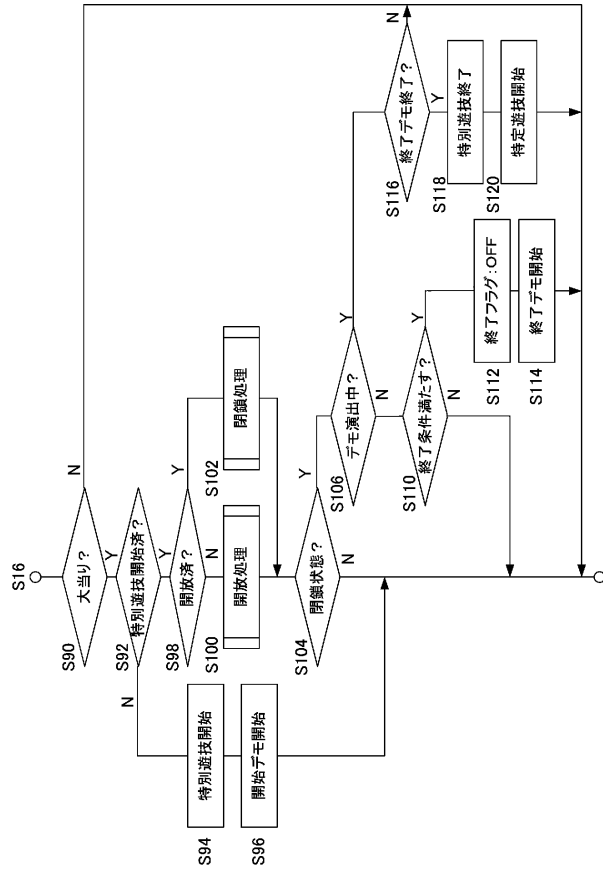 S16
S90
大当り？
N
Y
S92
特別遊技開始済？
N
Y
S94
特別遊技開始
S96
開始デモ開始
S98
開放済？
Y
N
S100
開放処理
S102
閉鎖処理
S104
閉鎖状態？
Y
N
S106
デモ演出中？
Y
N
S110
終了条件満たす？
Y
N
S112
終了フラグ：OFF
S114
終了デモ開始
S116
終了デモ終了？
N
Y
S118
特別遊技終了
S120
特定遊技開始